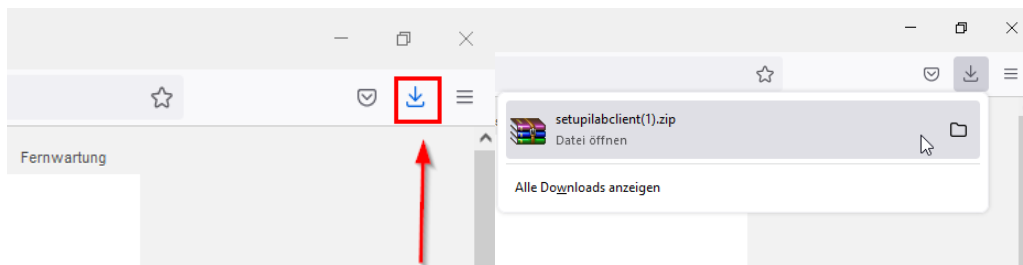 Fernwartung
setupilabclient(1).zip
Datei öffnen
Alle Downloads anzeigen